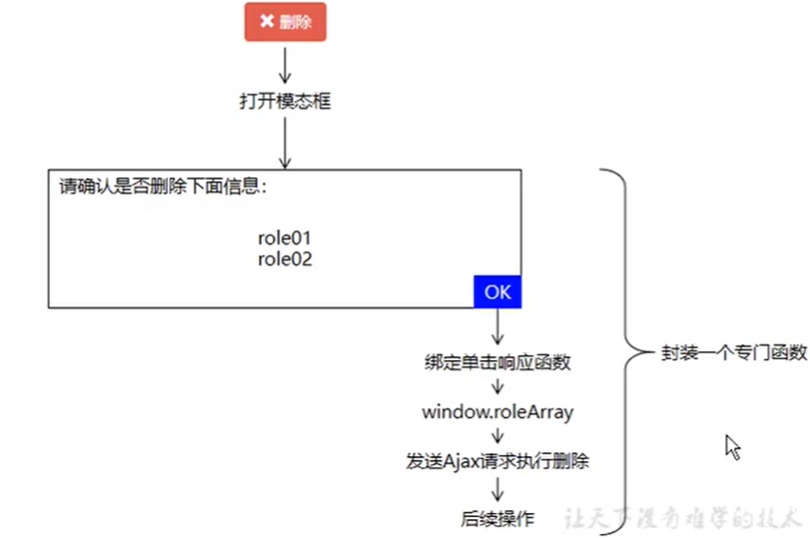 ✖ 删除
打开模态框
请确认是否删除下面信息：
role01
role02
OK
绑定单击响应函数
封装一个专门函数
window.roleArray
发送Ajax请求执行删除
后续操作
让天下没有难学的技术